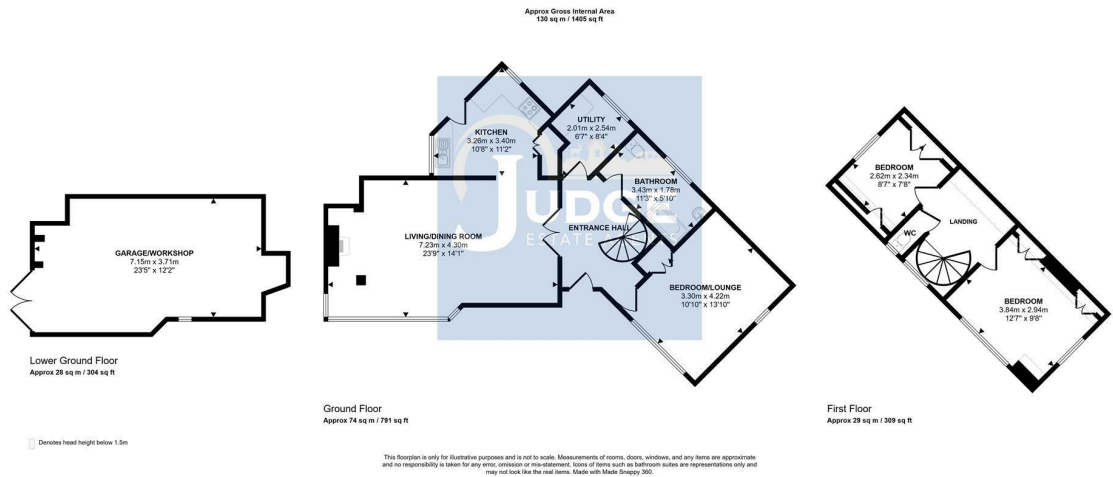 Approx Gross Internal Area
130 sq m / 1405 sq ft
GARAGE/WORKSHOP
7.15m x 3.71m
23'5" x 12'2"
Lower Ground Floor
Approx 28 sq m / 304 sq ft
Denotes head height below 1.5m
KITCHEN
3.26m x 3.40m
10'8" x 11'2"
UTILITY
2.01m x 2.54m
6'7" x 8'4"
BATHROOM
3.43m x 1.78m
11'3" x 5'10"
JUDGE
ESTATE AGENTS
LIVING/DINING ROOM
7.23m x 4.30m
23'9" x 14'1"
ENTRANCE HALL
BEDROOM/LOUNGE
3.30m x 4.22m
10'10" x 13'10"
Ground Floor
Approx 74 sq m / 791 sq ft
BEDROOM
2.62m x 2.34m
8'7" x 7'8"
WC
LANDING
BEDROOM
3.84m x 2.94m
12'7" x 9'8"
First Floor
Approx 29 sq m / 309 sq ft
This floorplan is only for illustrative purposes and is not to scale. Measurements of rooms, doors, windows, and any items are approximate
and no responsibility is taken for any error, omission or mis-statement. Icons of items such as bathroom suites are representations only and
may not look like the real items. Made with Made Snappy 360.